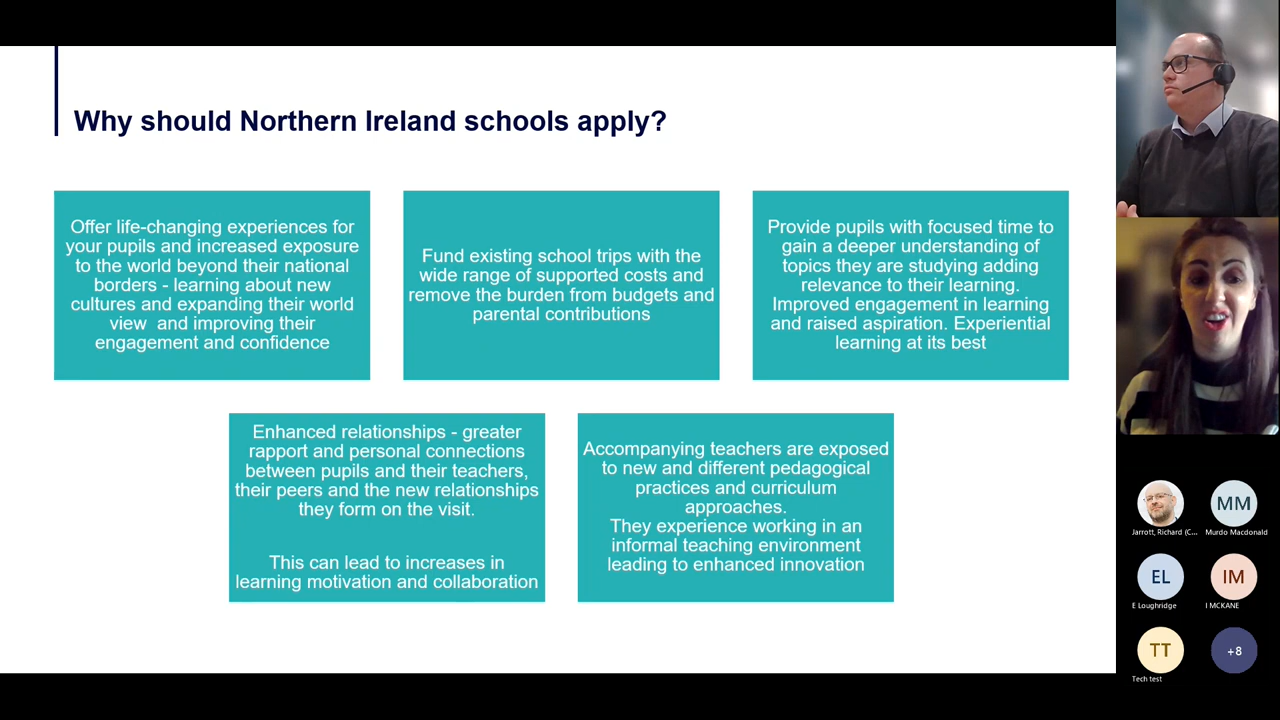 Why should Northern Ireland schools apply?
Offer life-changing experiences for
your pupils and increased exposure
to the world beyond their national
borders - learning about new
cultures and expanding their world
view  and improving their
engagement and confidence
Fund existing school trips with the
wide range of supported costs and
remove the burden from budgets and
parental contributions
Provide pupils with focused time to
gain a deeper understanding of
topics they are studying adding
relevance to their learning.
Improved engagement in learning
and raised aspiration. Experiential
learning at its best
Enhanced relationships - greater
rapport and personal connections
between pupils and their teachers,
their peers and the new relationships
they form on the visit.
This can lead to increases in
learning motivation and collaboration
Accompanying teachers are exposed
to new and different pedagogical
practices and curriculum
approaches.
They experience working in an
informal teaching environment
leading to enhanced innovation
Jarrott, Richard (C...
MM
Murdo Macdonald
EL
E Loughridge
IM
I MCKANE
TT
Tech test
+8